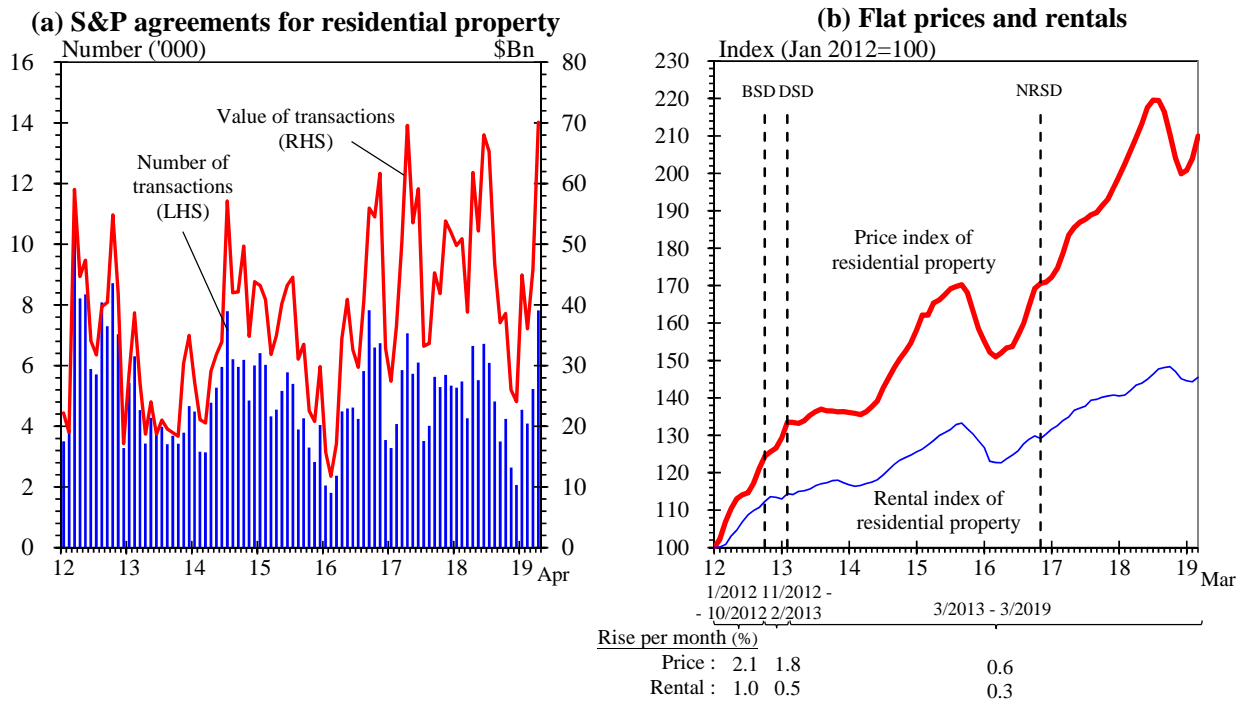 (a) S&P agreements for residential property
Number ('000)
$Bn
16
14
12
10
8
6
4
2
0
80
70
60
50
40
30
20
10
0
Value of transactions
(RHS)
Number of
transactions
(LHS)
12 13 14 15 16 17 18 19 Apr
(b) Flat prices and rentals
Index (Jan 2012=100)
230
220
210
200
190
180
170
160
150
140
130
120
110
100
BSD DSD
NRSD
Price index of
residential property
Rental index of
residential property
12 13 14 15 16 17 18 19 Mar
1/2012
- 10/2012
11/2012 -
2/2013
3/2013 - 3/2019
Rise per month (%)
Price : 2.1 1.8 0.6
Rental : 1.0 0.5 0.3